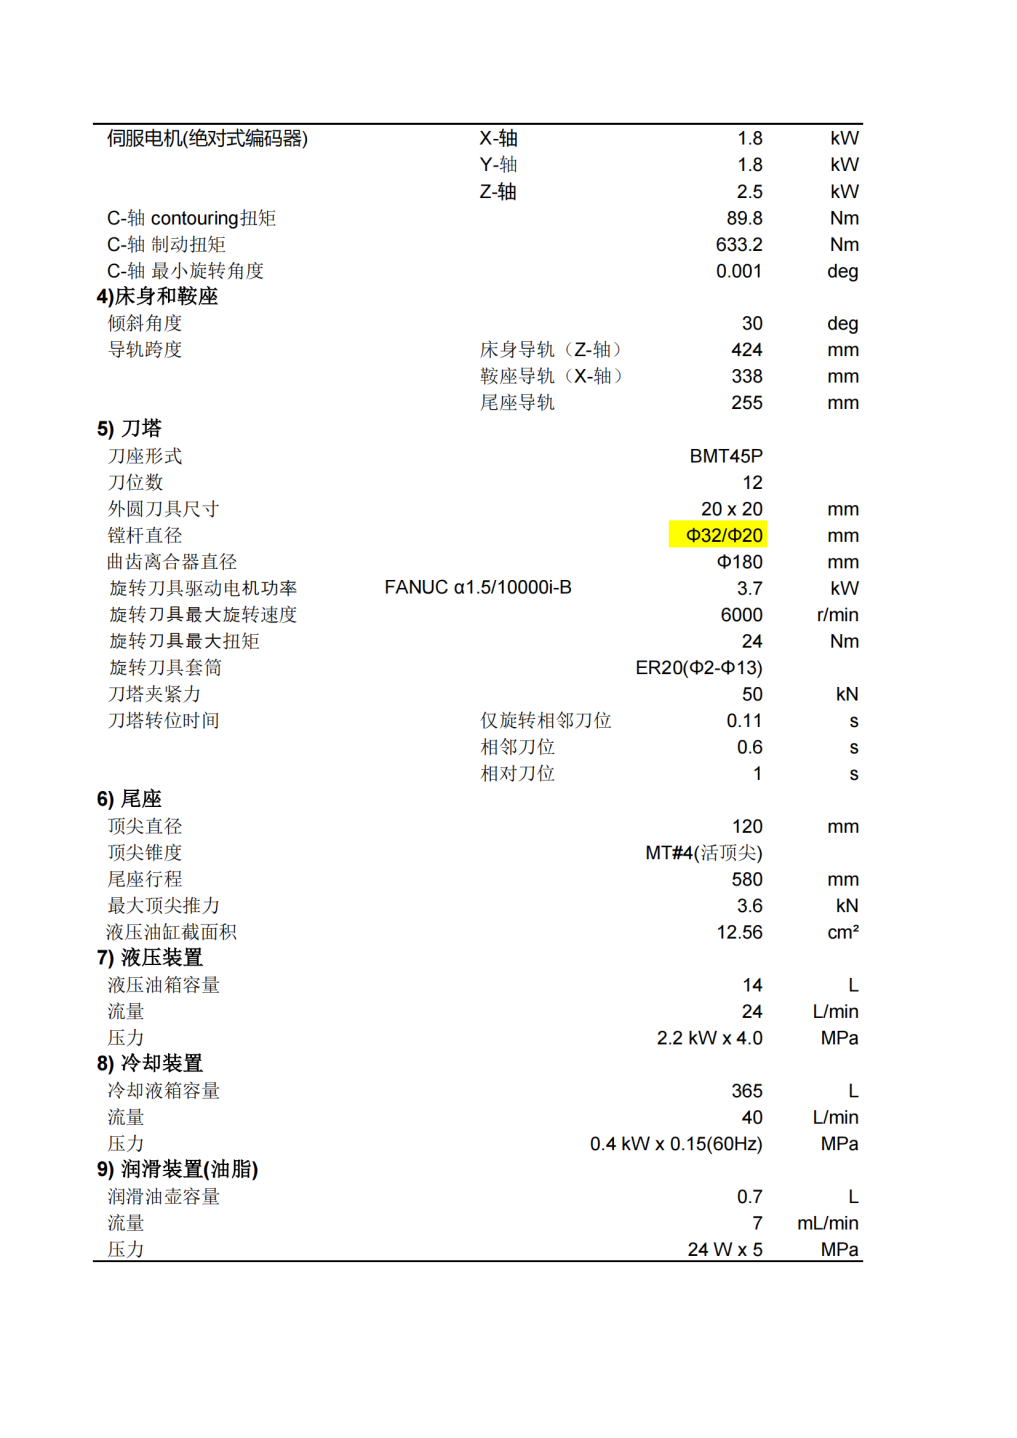 伺服电机(绝对式编码器) X-轴 1.8 kW
Y-轴 1.8 kW
Z-轴 2.5 kW
C-轴 contouring扭矩 89.8 Nm
C-轴 制动扭矩 633.2 Nm
C-轴 最小旋转角度 0.001 deg
4)床身和鞍座
倾斜角度 30 deg
导轨跨度 床身导轨（Z-轴） 424 mm
鞍座导轨（X-轴） 338 mm
尾座导轨 255 mm
5) 刀塔
刀座形式 BMT45P
刀位数 12
外圆刀具尺寸 20 x 20 mm
镗杆直径 Φ32/Φ20 mm
曲齿离合器直径 Φ180 mm
旋转刀具驱动电机功率 FANUC α1.5/10000i-B 3.7 kW
旋转刀具最大旋转速度 6000 r/min
旋转刀具最大扭矩 24 Nm
旋转刀具套筒 ER20(Φ2-Φ13)
刀塔夹紧力 50 kN
刀塔转位时间 仅旋转相邻刀位 0.11 s
相邻刀位 0.6 s
相对刀位 1 s
6) 尾座
顶尖直径 120 mm
顶尖锥度 MT#4(活顶尖)
尾座行程 580 mm
最大顶尖推力 3.6 kN
液压油缸截面积 12.56 cm²
7) 液压装置
液压油箱容量 14 L
流量 24 L/min
压力 2.2 kW x 4.0 MPa
8) 冷却装置
冷却液箱容量 365 L
流量 40 L/min
压力 0.4 kW x 0.15(60Hz) MPa
9) 润滑装置(油脂)
润滑油壶容量 0.7 L
流量 7 mL/min
压力 24 W x 5 MPa